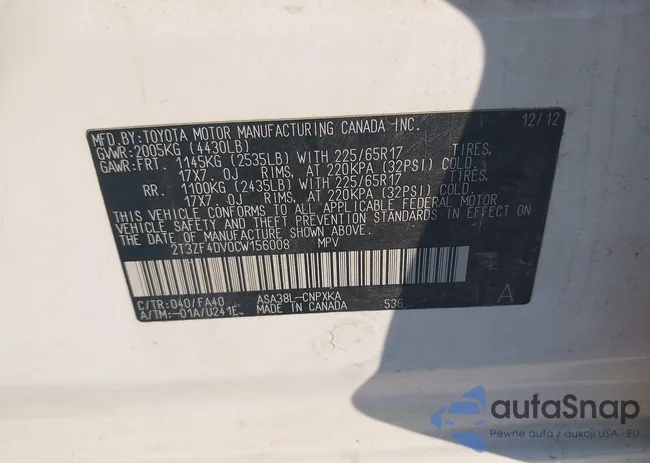 MFD.BY:TOYOTA MOTOR MANUFACTURING CANADA INC. 12/12
GVWR:2005KG (4430LB)
GAWR:FRT. 1145KG (2535LB) WITH 225/65R17 TIRES,
17X7.0J RIMS, AT 220KPA (32PSI) COLD.
RR. 1100KG (2435LB) WITH 225/65R17 TIRES,
17X7.0J RIMS, AT 220KPA (32PSI) COLD.
THIS VEHICLE CONFORMS TO ALL APPLICABLE FEDERAL MOTOR
VEHICLE SAFETY AND THEFT PREVENTION STANDARDS IN EFFECT ON
THE DATE OF MANUFACTURE SHOWN ABOVE.
2T3ZF4DV0CW156008 MPV
C/TR:040/FA40 ASA38L-CNPXKA
A/TM:-01A/U241E MADE IN CANADA 536 A
autaSnap
Pewne auta z aukcji USA i EU